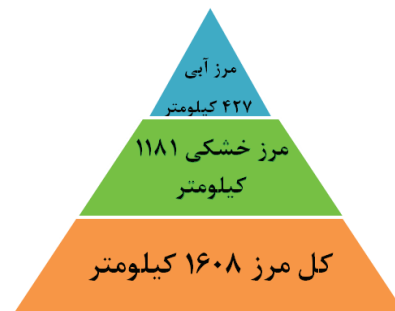 مرز آبی
۴۲۷ کیلومتر
مرز خشکی ۱۱۸۱
کیلومتر
کل مرز ۱۶۰۸ کیلومتر